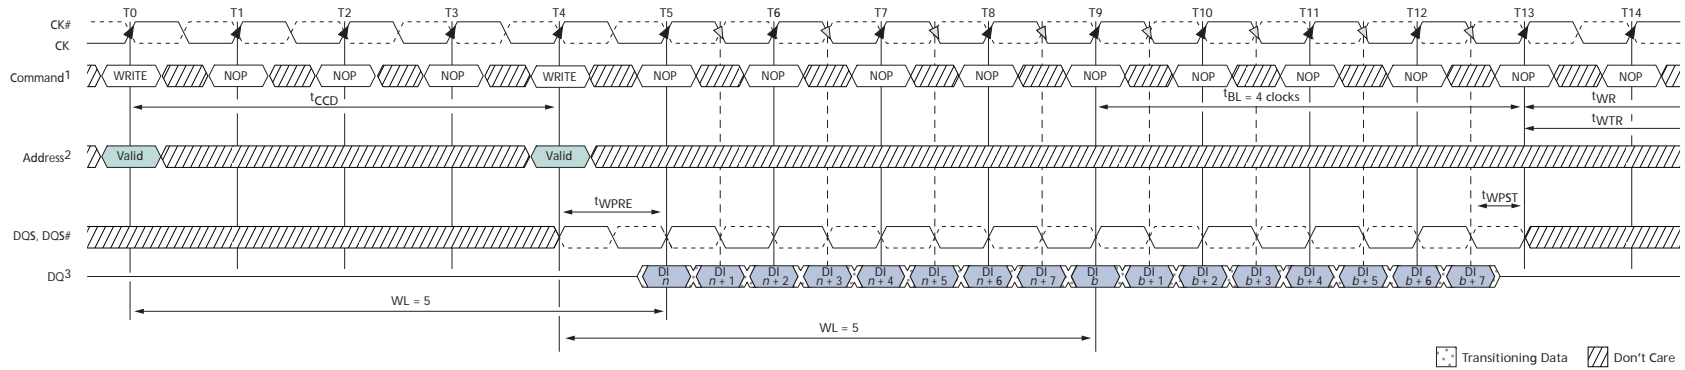 T0 T1 T2 T3 T4 T5 T6 T7 T8 T9 T10 T11 T12 T13 T14
CK#
CK
Command1 WRITE NOP NOP NOP WRITE NOP NOP NOP NOP NOP NOP NOP NOP NOP NOP
tCCD tBL = 4 clocks tWR
tWTR
Address2 Valid Valid
tWPRE tWPST
DQS, DQS#
DQ3 DI n DI n + 1 DI n + 2 DI n + 3 DI n + 4 DI n + 5 DI n + 6 DI n + 7 DI b DI b + 1 DI b + 2 DI b + 3 DI b + 4 DI b + 5 DI b + 6 DI b + 7
WL = 5
WL = 5
Transitioning Data Don't Care